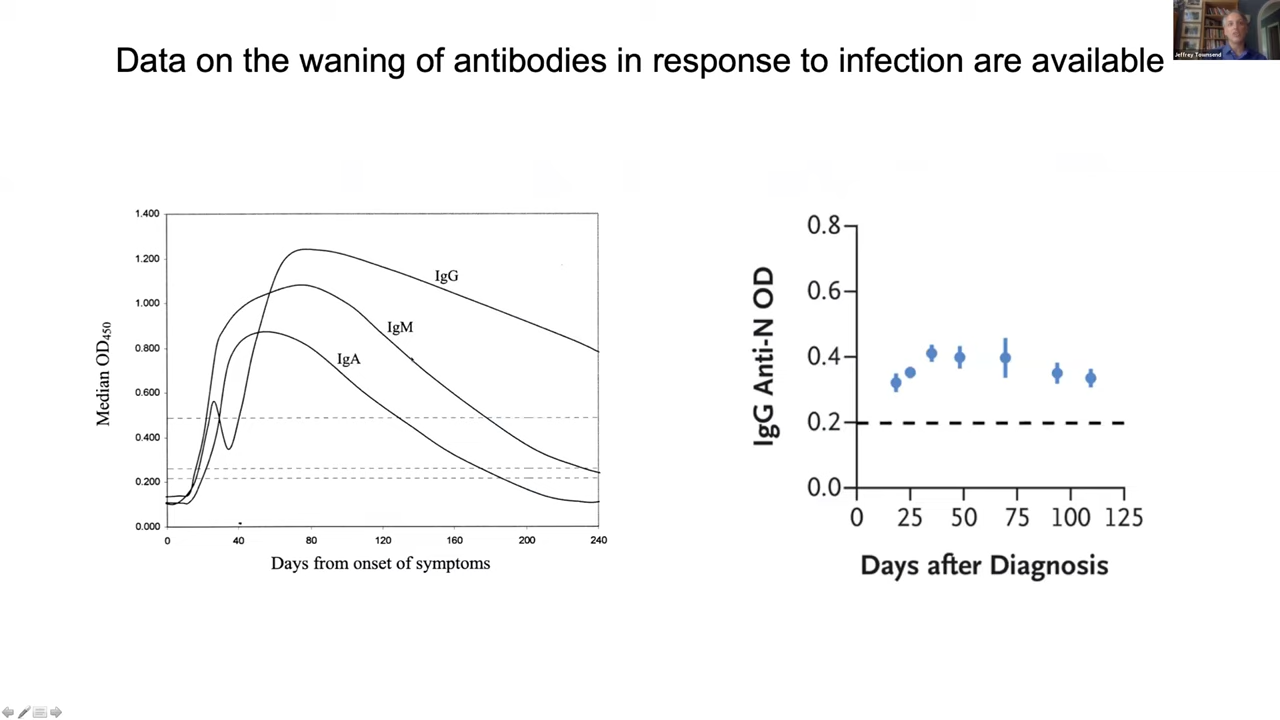 Data on the waning of antibodies in response to infection are available
Jeffrey Townsend
1.400
1.200
1.000
0.800
0.600
0.400
0.200
0.000
Median OD450
IgG
IgM
IgA
0 40 80 120 160 200 240
Days from onset of symptoms
0.8
0.6
0.4
0.2
0.0
IgG Anti-N OD
0 25 50 75 100 125
Days after Diagnosis